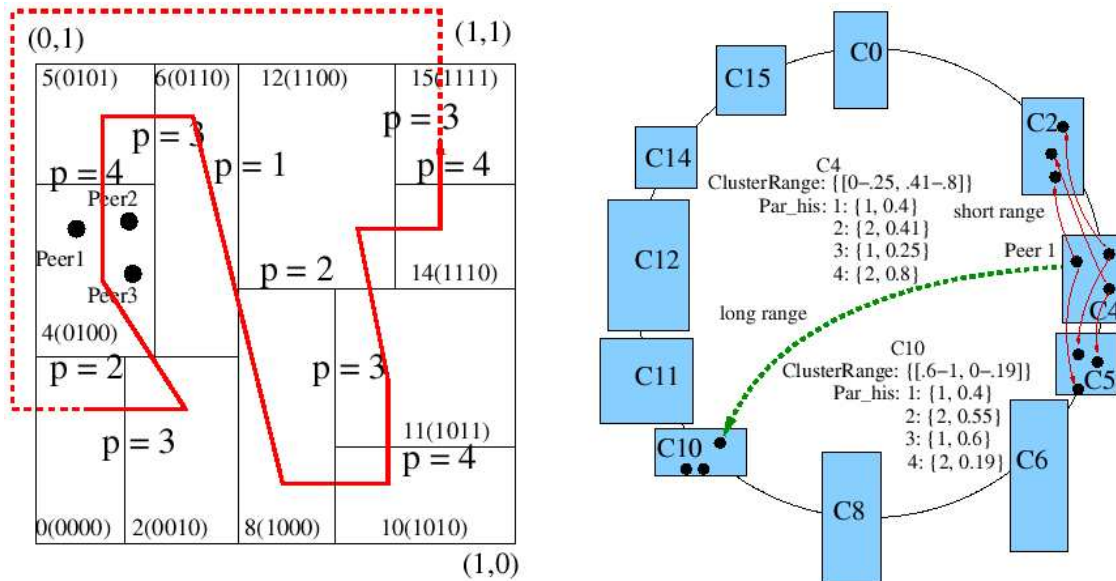 (0,1)
(1,1)
5(0101)
6(0110)
12(1100)
15(1111)
p = 3
p = 3
p = 1
p = 4
p = 4
Peer2
Peer1
Peer3
p = 2
14(1110)
4(0100)
p = 2
p = 3
p = 3
11(1011)
p = 4
0(0000)
2(0010)
8(1000)
10(1010)
(1,0)
C0
C15
C2
C14
C4
ClusterRange: {[0–.25, .41–.8]}
Par_his: 1: {1, 0.4}
2: {2, 0.41}
3: {1, 0.25}
4: {2, 0.8}
short range
Peer 1
C12
C4
long range
C10
ClusterRange: {[.6–1, 0–.19]}
Par_his: 1: {1, 0.4}
2: {2, 0.55}
3: {1, 0.6}
4: {2, 0.19}
C5
C11
C10
C6
C8